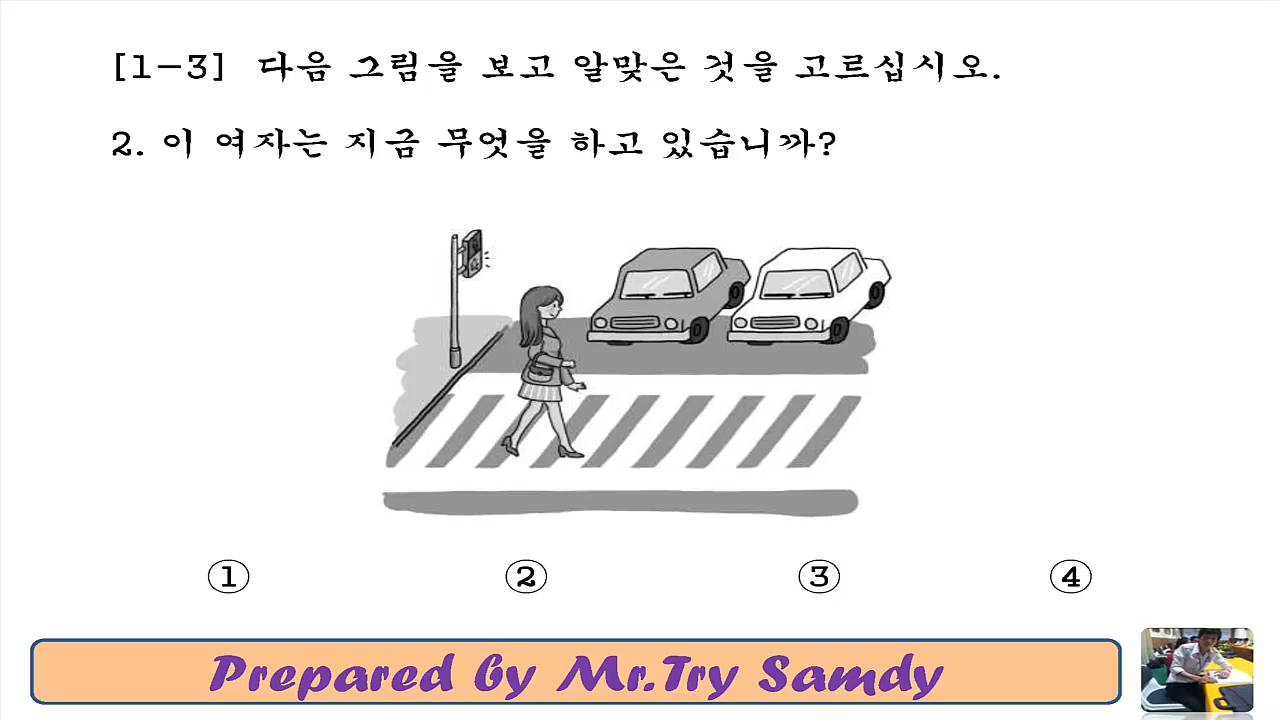 [1-3] 다음 그림을 보고 알맞은 것을 고르십시오.
2. 이 여자는 지금 무엇을 하고 있습니까?
① ② ③ ④
Prepared by Mr.Try Samdy